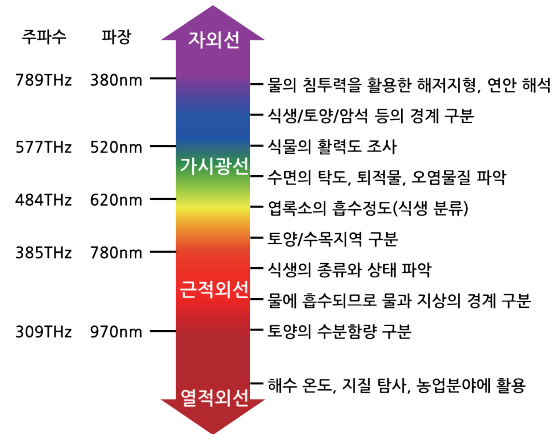 주파수 파장
자외선
789THz 380nm
물의 침투력을 활용한 해저지형, 연안 해석
식생/토양/암석 등의 경계 구분
577THz 520nm
식물의 활력도 조사
가시광선
수면의 탁도, 퇴적물, 오염물질 파악
484THz 620nm
엽록소의 흡수정도(식생 분류)
토양/수목지역 구분
385THz 780nm
식생의 종류와 상태 파악
근적외선
물에 흡수되므로 물과 지상의 경계 구분
309THz 970nm
토양의 수분함량 구분
해수 온도, 지질 탐사, 농업분야에 활용
열적외선